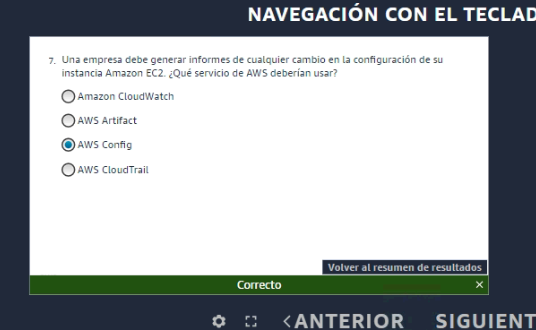 NAVEGACIÓN CON EL TECLAD
7. Una empresa debe generar informes de cualquier cambio en la configuración de su
instancia Amazon EC2. ¿Qué servicio de AWS deberían usar?
Amazon CloudWatch
AWS Artifact
AWS Config
AWS CloudTrail
Volver al resumen de resultados
Correcto ×
<ANTERIOR SIGUIENT